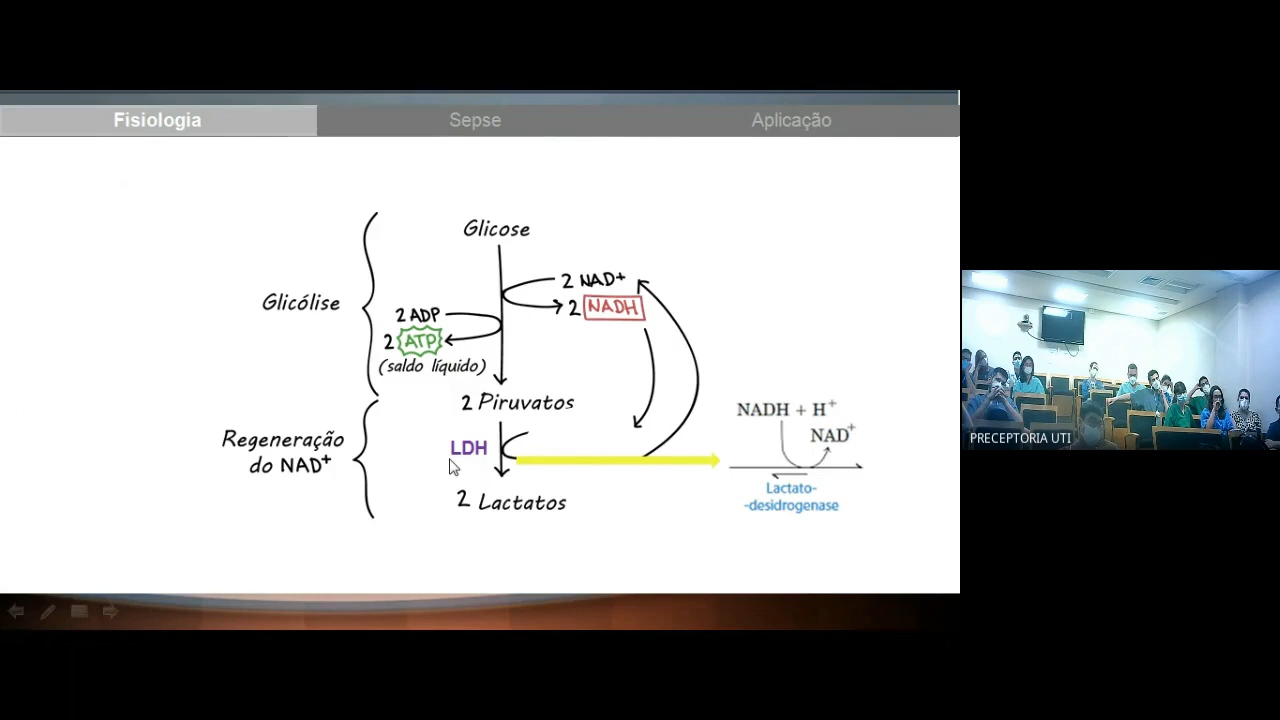 Fisiologia
Sepse
Aplicação
Glicose
Glicólise
2 NAD+
2 NADH
2 ADP
2 ATP
(saldo líquido)
2 Piruvatos
Regeneração
do NAD+
LDH
2 Lactatos
NADH + H+
NAD+
Lactato-
-desidrogenase
PRECEPTORIA UTI